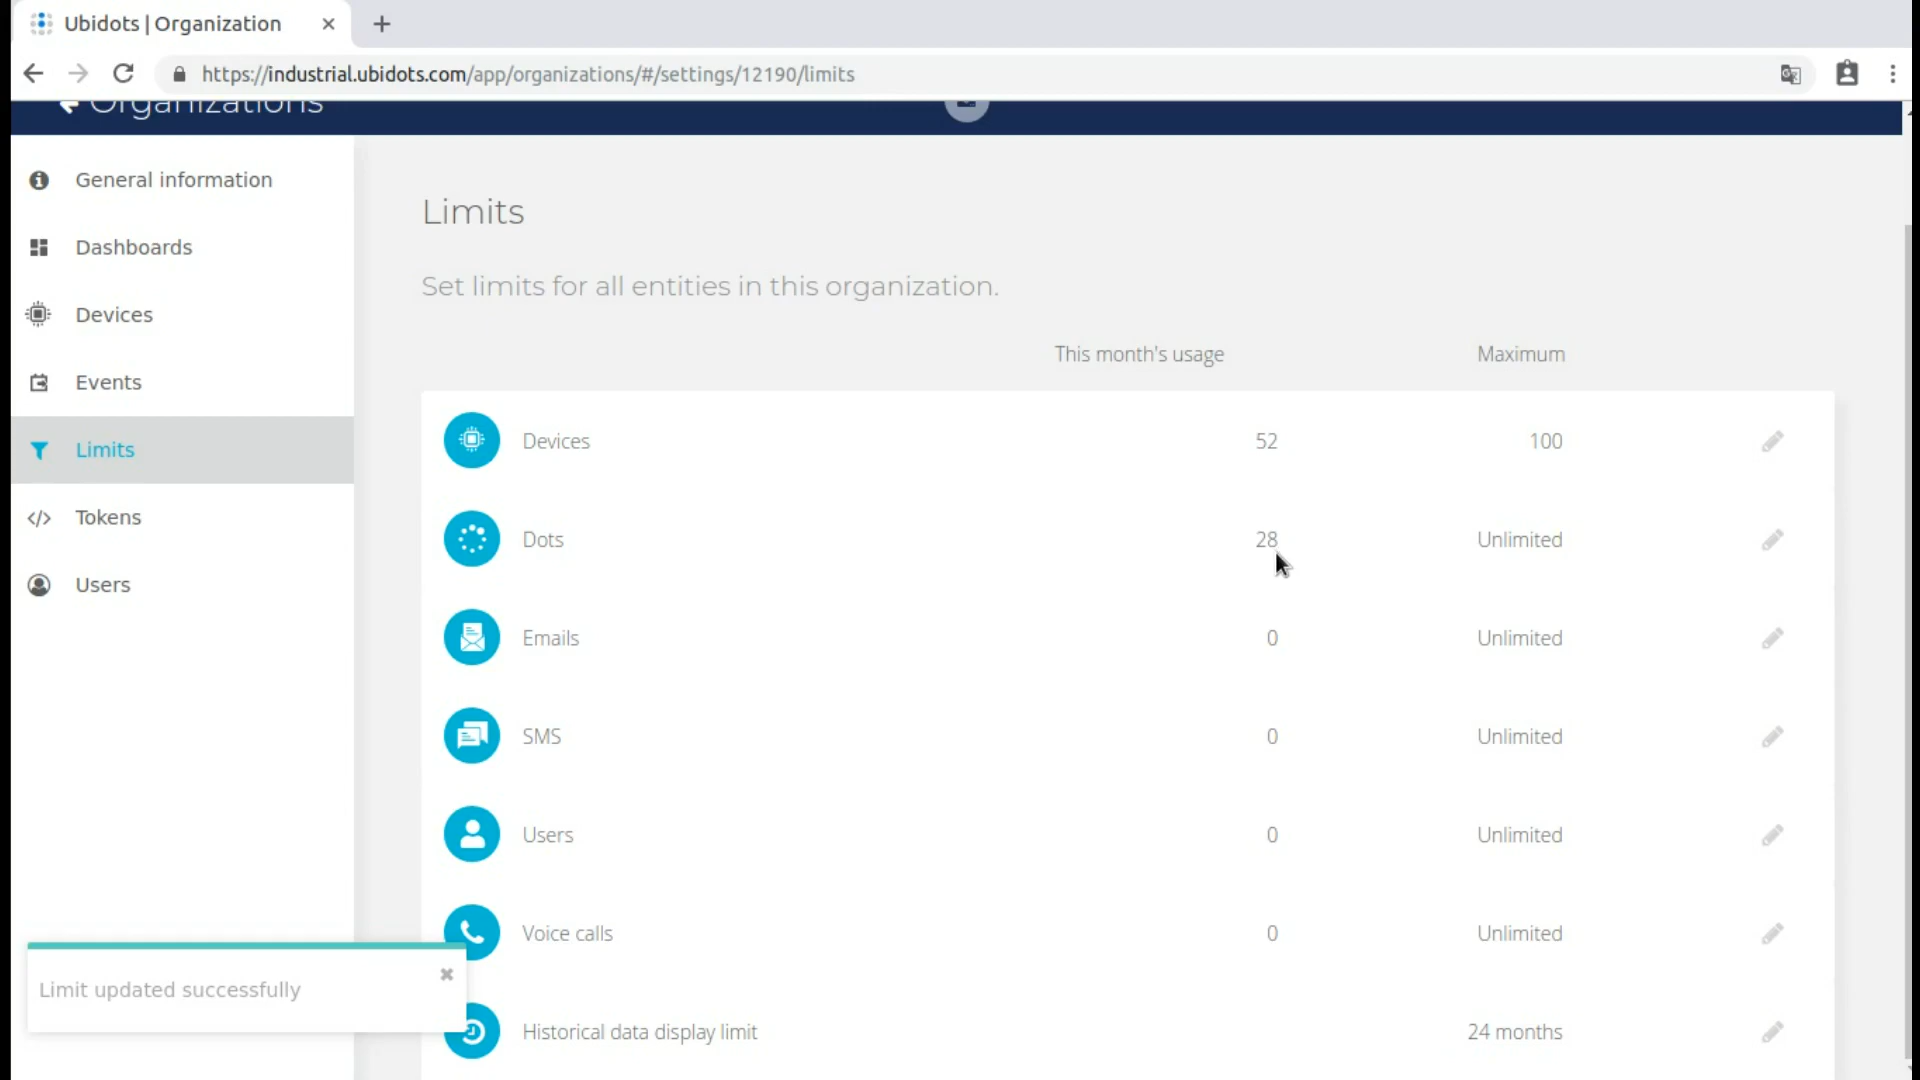 Ubidots | Organization
https://industrial.ubidots.com/app/organizations/#/settings/12190/limits
Organizations
General information
Dashboards
Devices
Events
Limits
Tokens
Users
Limits
Set limits for all entities in this organization.
This month's usage Maximum
Devices 52 100
Dots 28 Unlimited
Emails 0 Unlimited
SMS 0 Unlimited
Users 0 Unlimited
Voice calls 0 Unlimited
Historical data display limit 24 months
Limit updated successfully